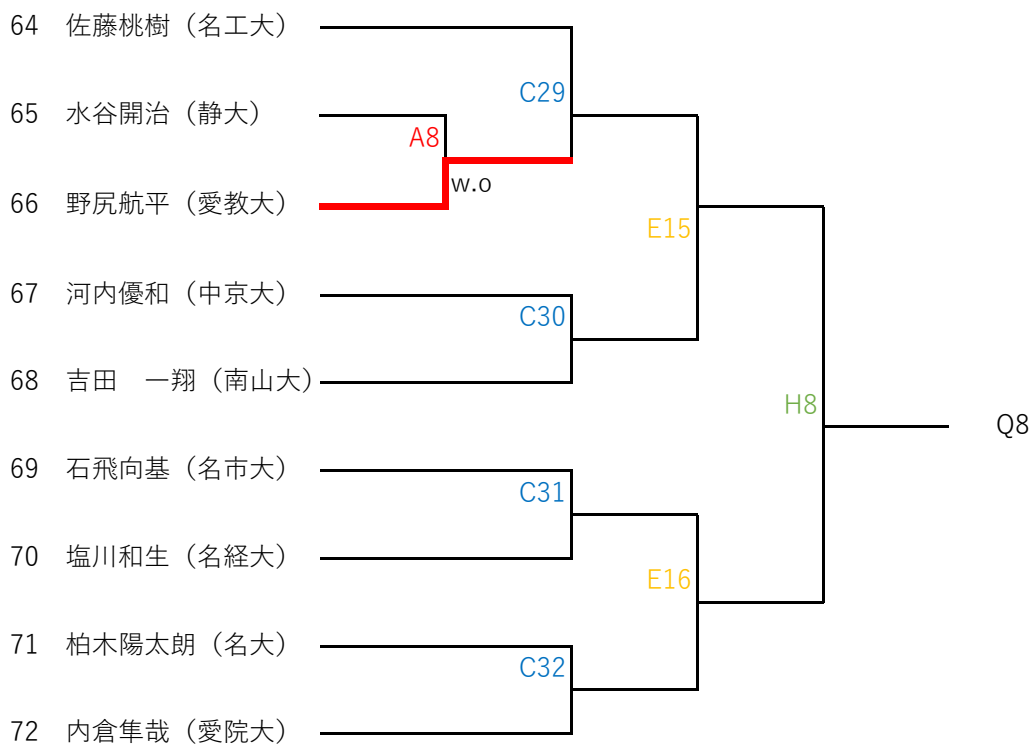 64 佐藤桃樹（名工大）
C29
65 水谷開治（静大）
A8
w.o
66 野尻航平（愛教大）
E15
67 河内優和（中京大）
C30
68 吉田　一翔（南山大）
H8
Q8
69 石飛向基（名市大）
C31
70 塩川和生（名経大）
E16
71 柏木陽太朗（名大）
C32
72 内倉隼哉（愛院大）